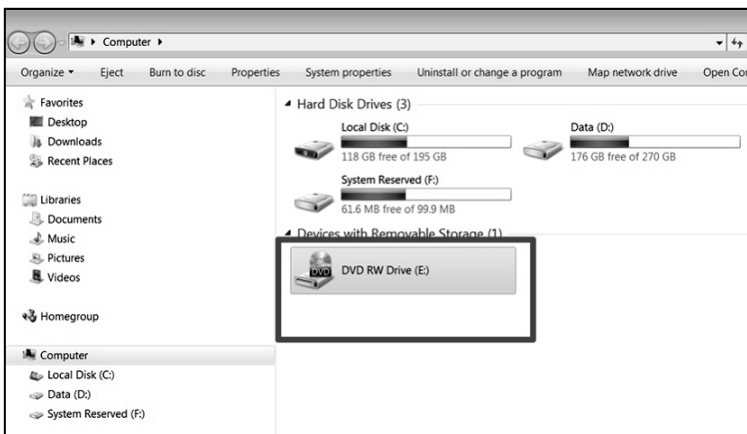 Computer
Organize Eject Burn to disc Properties System properties Uninstall or change a program Map network drive Open
Favorites
Desktop
Downloads
Recent Places
Libraries
Documents
Music
Pictures
Videos
Homegroup
Computer
Local Disk (C:)
Data (D:)
System Reserved (F:)
Hard Disk Drives (3)
Local Disk (C:)
118 GB free of 195 GB
Data (D:)
176 GB free of 270 GB
System Reserved (F:)
61.6 MB free of 99.9 MB
Devices with Removable Storage (1)
DVD
DVD RW Drive (E:)